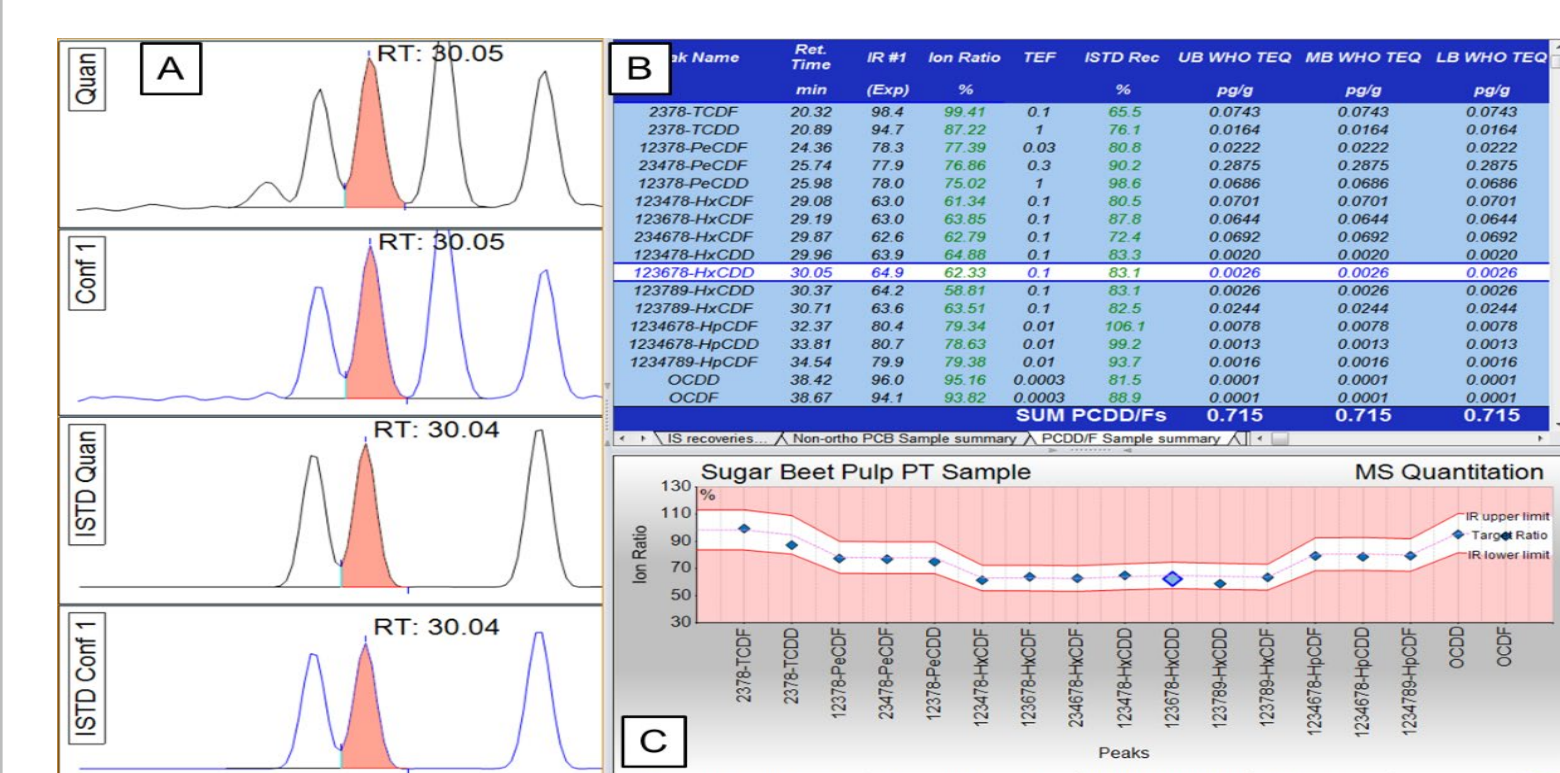 A
Quan
RT: 30.05
Conf 1
RT: 30.05
ISTD Quan
RT: 30.04
ISTD Conf 1
RT: 30.04
B
ak Name Ret. Time IR #1 Ion Ratio TEF ISTD Rec UB WHO TEQ MB WHO TEQ LB WHO TEQ
min (Exp) % % pg/g pg/g pg/g
2378-TCDF 20.32 98.4 99.41 0.1 65.5 0.0743 0.0743 0.0743
2378-TCDD 20.89 94.7 87.22 1 76.1 0.0164 0.0164 0.0164
12378-PeCDF 24.36 78.3 77.39 0.03 80.8 0.0222 0.0222 0.0222
23478-PeCDF 25.74 77.9 76.86 0.3 90.2 0.2875 0.2875 0.2875
12378-PeCDD 25.98 78.0 75.02 1 98.6 0.0686 0.0686 0.0686
123478-HxCDF 29.08 63.0 61.34 0.1 80.5 0.0701 0.0701 0.0701
123678-HxCDF 29.19 63.0 63.85 0.1 87.8 0.0644 0.0644 0.0644
234678-HxCDF 29.87 62.6 62.79 0.1 72.4 0.0692 0.0692 0.0692
123478-HxCDD 29.96 63.9 64.88 0.1 83.3 0.0020 0.0020 0.0020
123678-HxCDD 30.05 64.9 62.33 0.1 83.1 0.0026 0.0026 0.0026
123789-HxCDD 30.37 64.2 58.81 0.1 83.1 0.0026 0.0026 0.0026
123789-HxCDF 30.71 63.6 63.51 0.1 82.5 0.0244 0.0244 0.0244
1234678-HpCDF 32.37 80.4 79.34 0.01 106.1 0.0078 0.0078 0.0078
1234678-HpCDD 33.81 80.7 78.63 0.01 99.2 0.0013 0.0013 0.0013
1234789-HpCDF 34.54 79.9 79.38 0.01 93.7 0.0016 0.0016 0.0016
OCDD 38.42 96.0 95.16 0.0003 81.5 0.0001 0.0001 0.0001
OCDF 38.67 94.1 93.82 0.0003 88.9 0.0001 0.0001 0.0001
SUM PCDD/Fs 0.715 0.715 0.715
IS recoveries... Non-ortho PCB Sample summary PCDD/F Sample summary
Sugar Beet Pulp PT Sample MS Quantitation
%
130
110
90
70
50
30
Ion Ratio
IR upper limit
Target Ratio
IR lower limit
2378-TCDF
2378-TCDD
12378-PeCDF
23478-PeCDF
12378-PeCDD
123478-HxCDF
123678-HxCDF
234678-HxCDF
123478-HxCDD
123678-HxCDD
123789-HxCDD
123789-HxCDF
1234678-HpCDF
1234678-HpCDD
1234789-HpCDF
OCDD
OCDF
Peaks
C